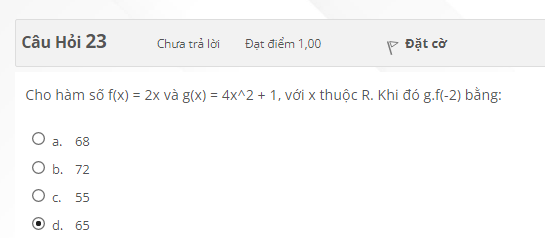 Câu Hỏi 23 Chưa trả lời Đạt điểm 1,00 Đặt cờ
Cho hàm số f(x) = 2x và g(x) = 4x^2 + 1, với x thuộc R. Khi đó g.f(-2) bằng:
a. 68
b. 72
c. 55
d. 65